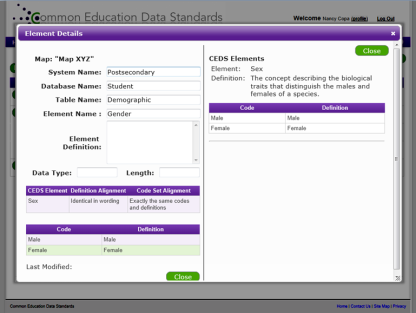 Common Education Data Standards
Welcome Nancy Copa (profile) Log Out
Element Details
x
Close
Map: "Map XYZ"
System Name: Postsecondary
Database Name: Student
Table Name: Demographic
Element Name : Gender
Element
Definition:
Data Type:
Length:
CEDS Element Definition Alignment Code Set Alignment
Sex Identical in wording Exactly the same codes
and definitions
Code Definition
Male Male
Female Female
Last Modified:
Close
CEDS Elements
Element: Sex
Definition: The concept describing the biological
traits that distinguish the males and
females of a species.
Code Definition
Male Male
Female Female
Common Education Data Standards
Home | Contact Us | Site Map | Privacy